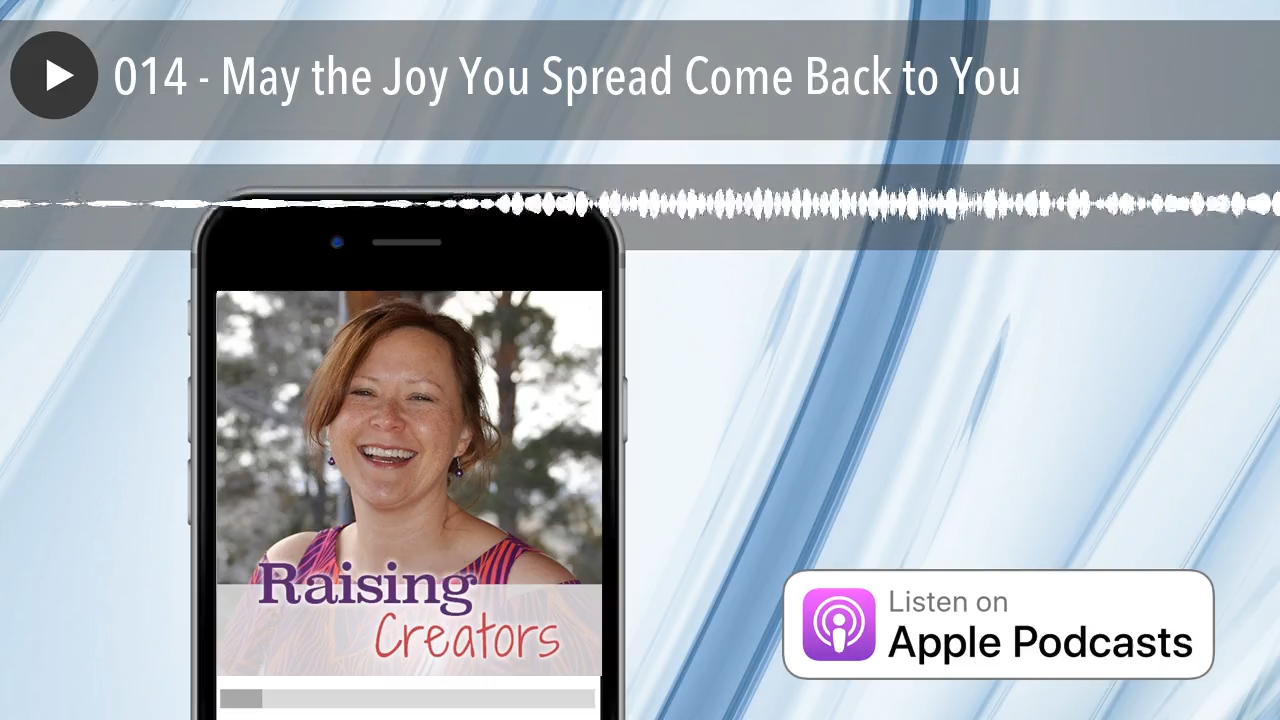 014 - May the Joy You Spread Come Back to You
Raising
Creators
Listen on
Apple Podcasts